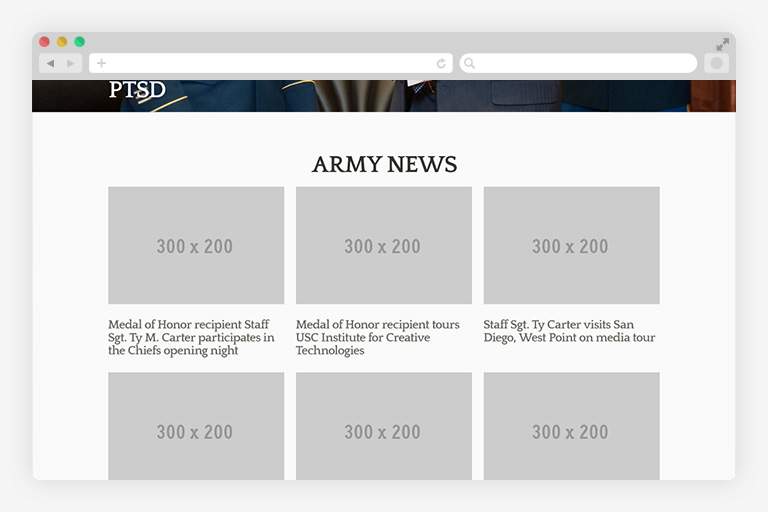 PTSD
ARMY NEWS
300 x 200
300 x 200
300 x 200
Medal of Honor recipient Staff
Sgt. Ty M. Carter participates in
the Chiefs opening night
Medal of Honor recipient tours
USC Institute for Creative
Technologies
Staff Sgt. Ty Carter visits San
Diego, West Point on media tour
300 x 200
300 x 200
300 x 200